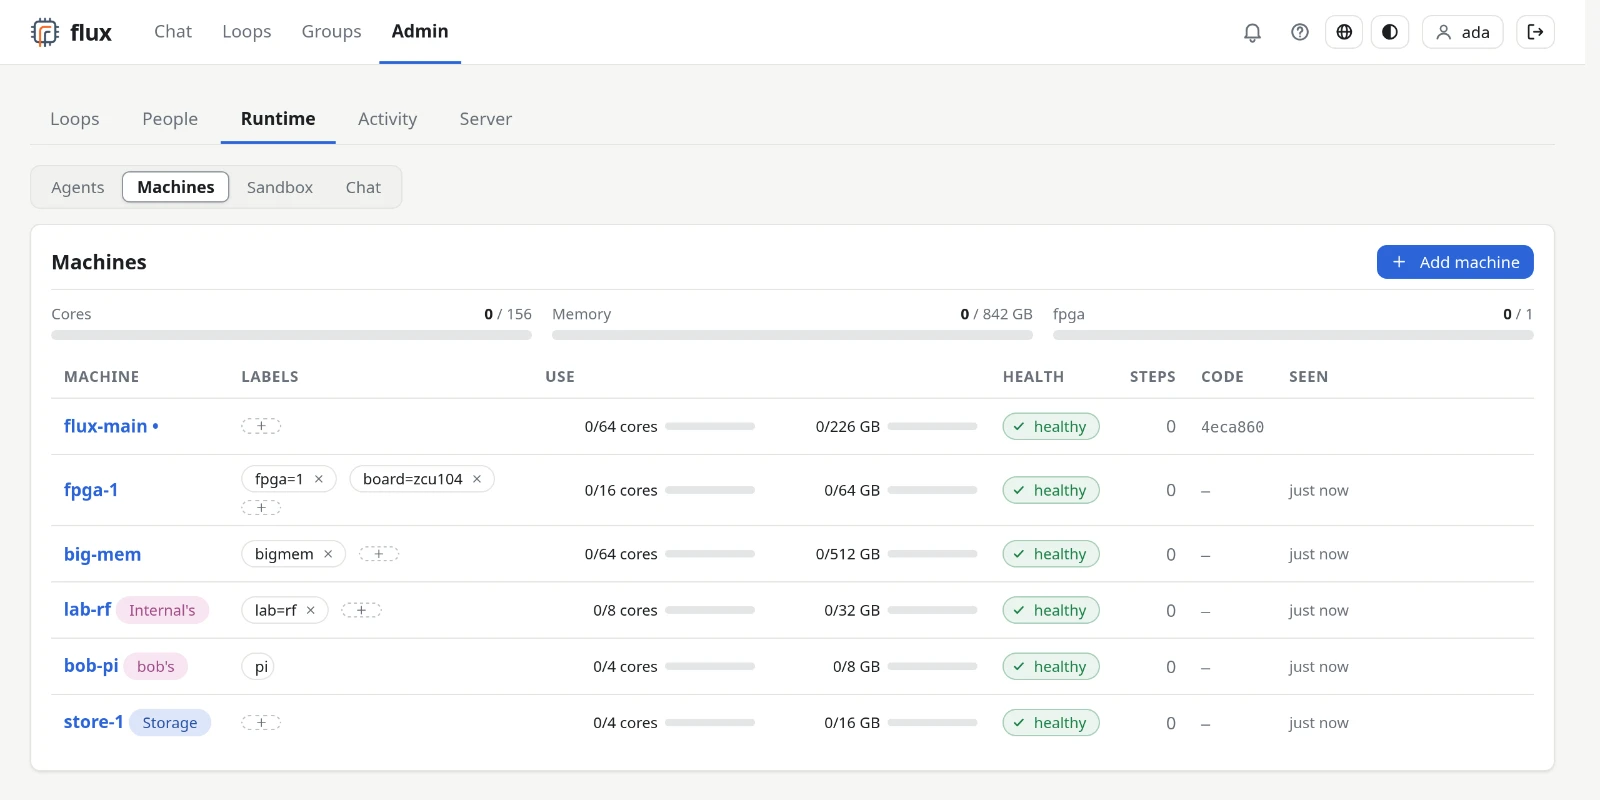 flux Chat Loops Groups Admin ada
Loops People Runtime Activity Server
Agents Machines Sandbox Chat
Machines + Add machine
Cores 0 / 156 Memory 0 / 842 GB fpga 0 / 1
MACHINE LABELS USE HEALTH STEPS CODE SEEN
flux-main • + 0/64 cores 0/226 GB ✓ healthy 0 4eca860
fpga-1 fpga=1 × board=zcu104 × 0/16 cores 0/64 GB ✓ healthy 0 – just now
+
big-mem bigmem × + 0/64 cores 0/512 GB ✓ healthy 0 – just now
lab-rf Internal's lab=rf × + 0/8 cores 0/32 GB ✓ healthy 0 – just now
bob-pi bob's pi 0/4 cores 0/8 GB ✓ healthy 0 – just now
store-1 Storage + 0/4 cores 0/16 GB ✓ healthy 0 – just now